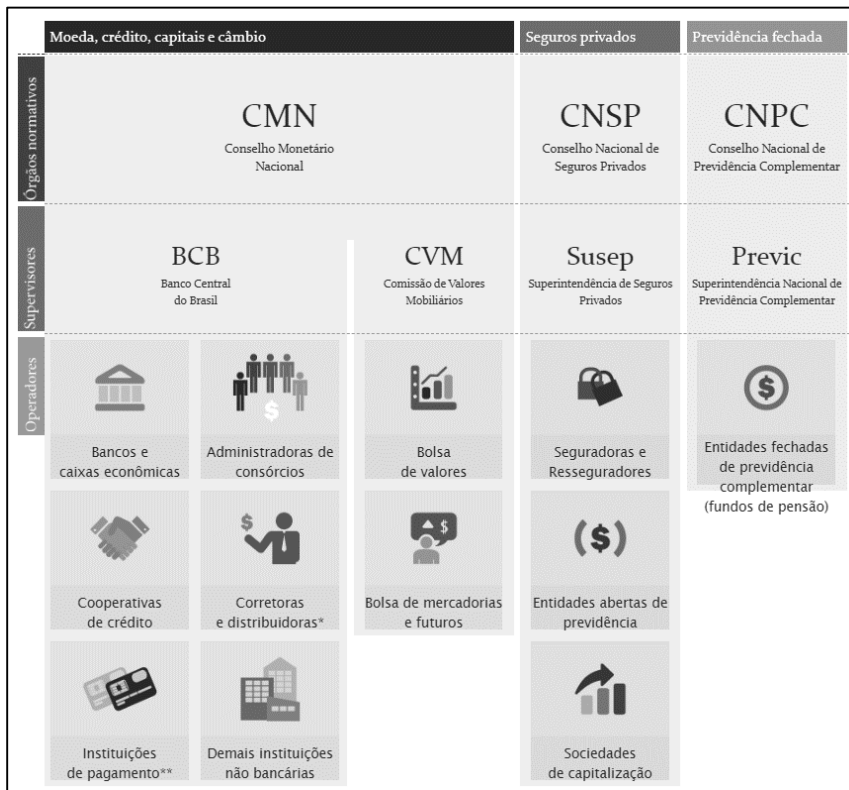 Moeda, crédito, capitais e câmbio
Seguros privados
Previdência fechada
Órgãos normativos
CMN
Conselho Monetário
Nacional
CNSP
Conselho Nacional de
Seguros Privados
CNPC
Conselho Nacional de
Previdência Complementar
Supervisores
BCB
Banco Central
do Brasil
CVM
Comissão de Valores
Mobiliários
Susep
Superintendência de Seguros
Privados
Previc
Superintendência Nacional de
Previdência Complementar
Operadores
Bancos e
caixas econômicas
Administradoras de
consórcios
Bolsa
de valores
Seguradoras e
Resseguradores
Entidades fechadas
de previdência
complementar
(fundos de pensão)
Cooperativas
de crédito
Corretoras
e distribuidoras*
Bolsa de mercadorias
e futuros
Entidades abertas de
previdência
Instituições
de pagamento**
Demais instituições
não bancárias
Sociedades
de capitalização